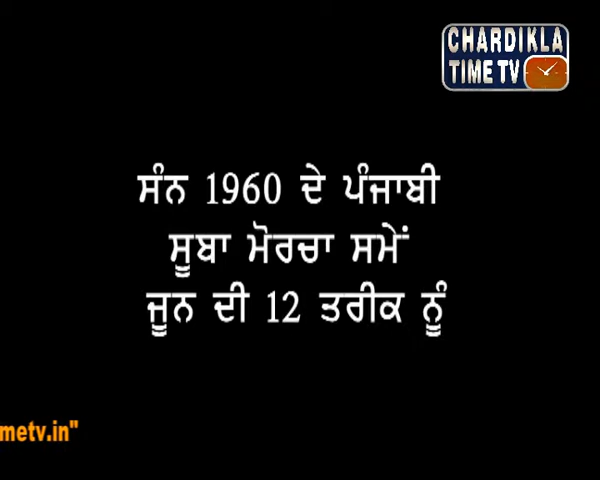 CHARDIKLA
TIME TV
ਸੰਨ 1960 ਦੇ ਪੰਜਾਬੀ
ਸੂਬਾ ਮੋਰਚਾ ਸਮੇਂ
ਜੂਨ ਦੀ 12 ਤਰੀਕ ਨੂੰ
metv.in"